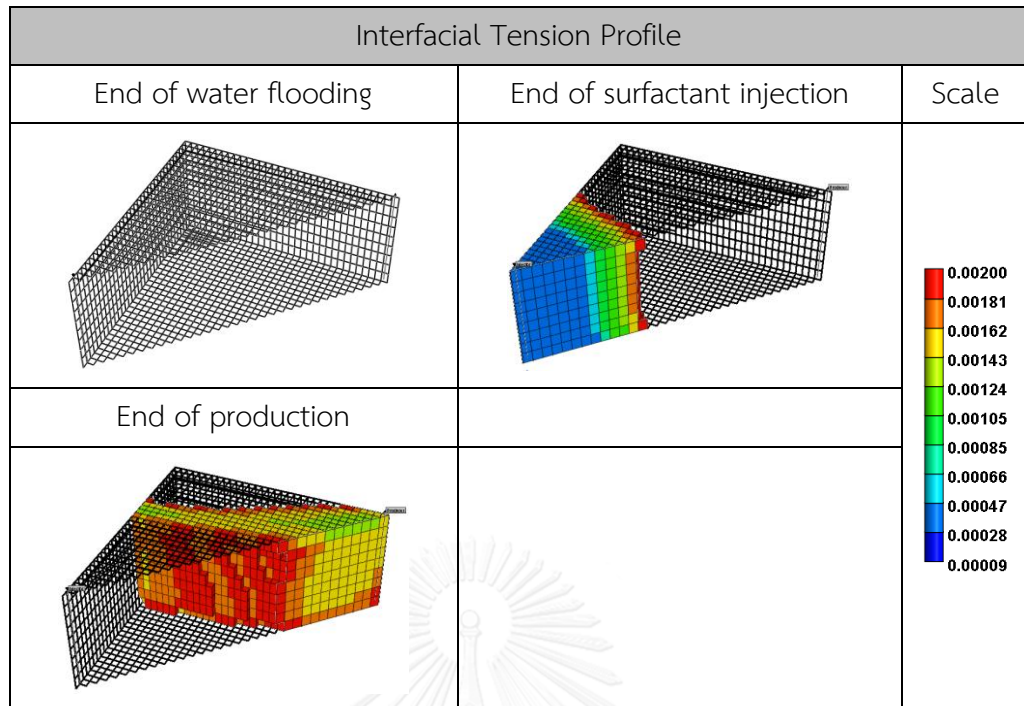 Interfacial Tension Profile
End of water flooding
End of surfactant injection
Scale
0.00200
0.00181
0.00162
0.00143
0.00124
0.00105
0.00085
0.00066
0.00047
0.00028
0.00009
End of production